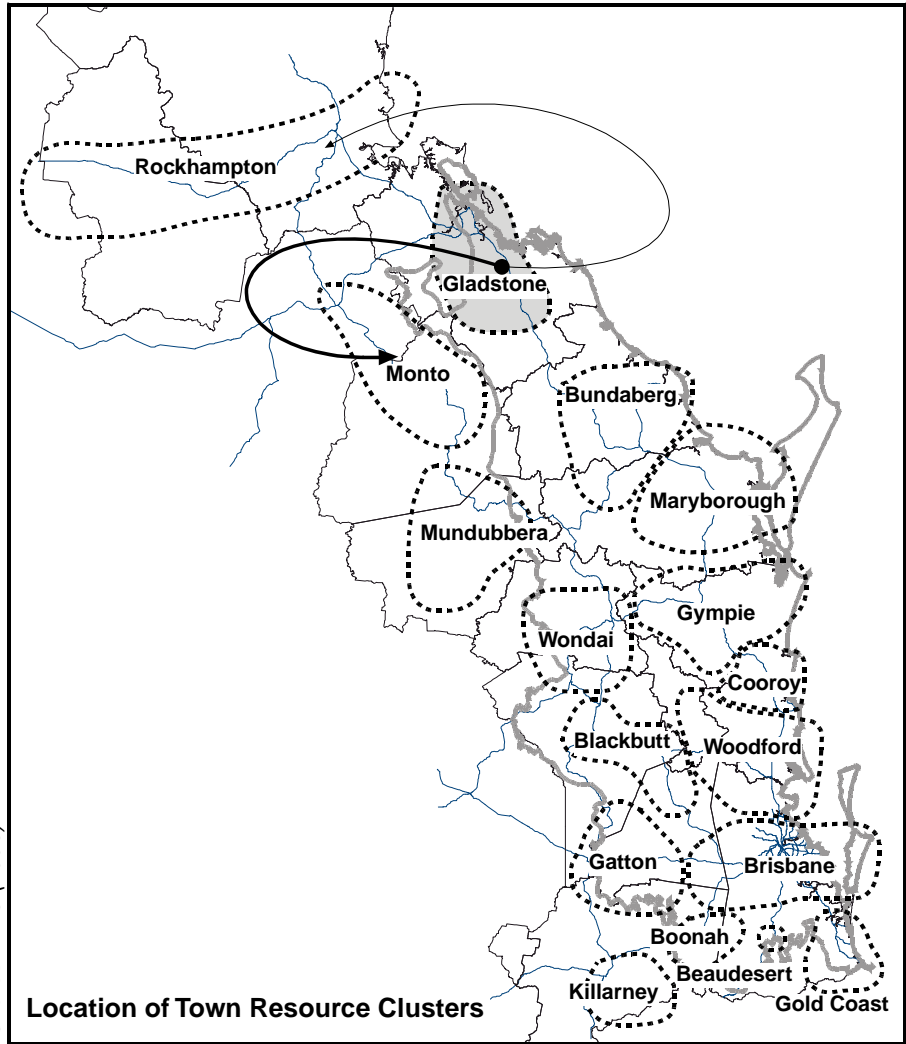 Rockhampton
Gladstone
Monto
Bundaberg
Maryborough
Mundubbera
Gympie
Wondai
Cooroy
Blackbutt
Woodford
Gatton
Brisbane
Boonah
Beaudesert
Killarney
Gold Coast
Location of Town Resource Clusters